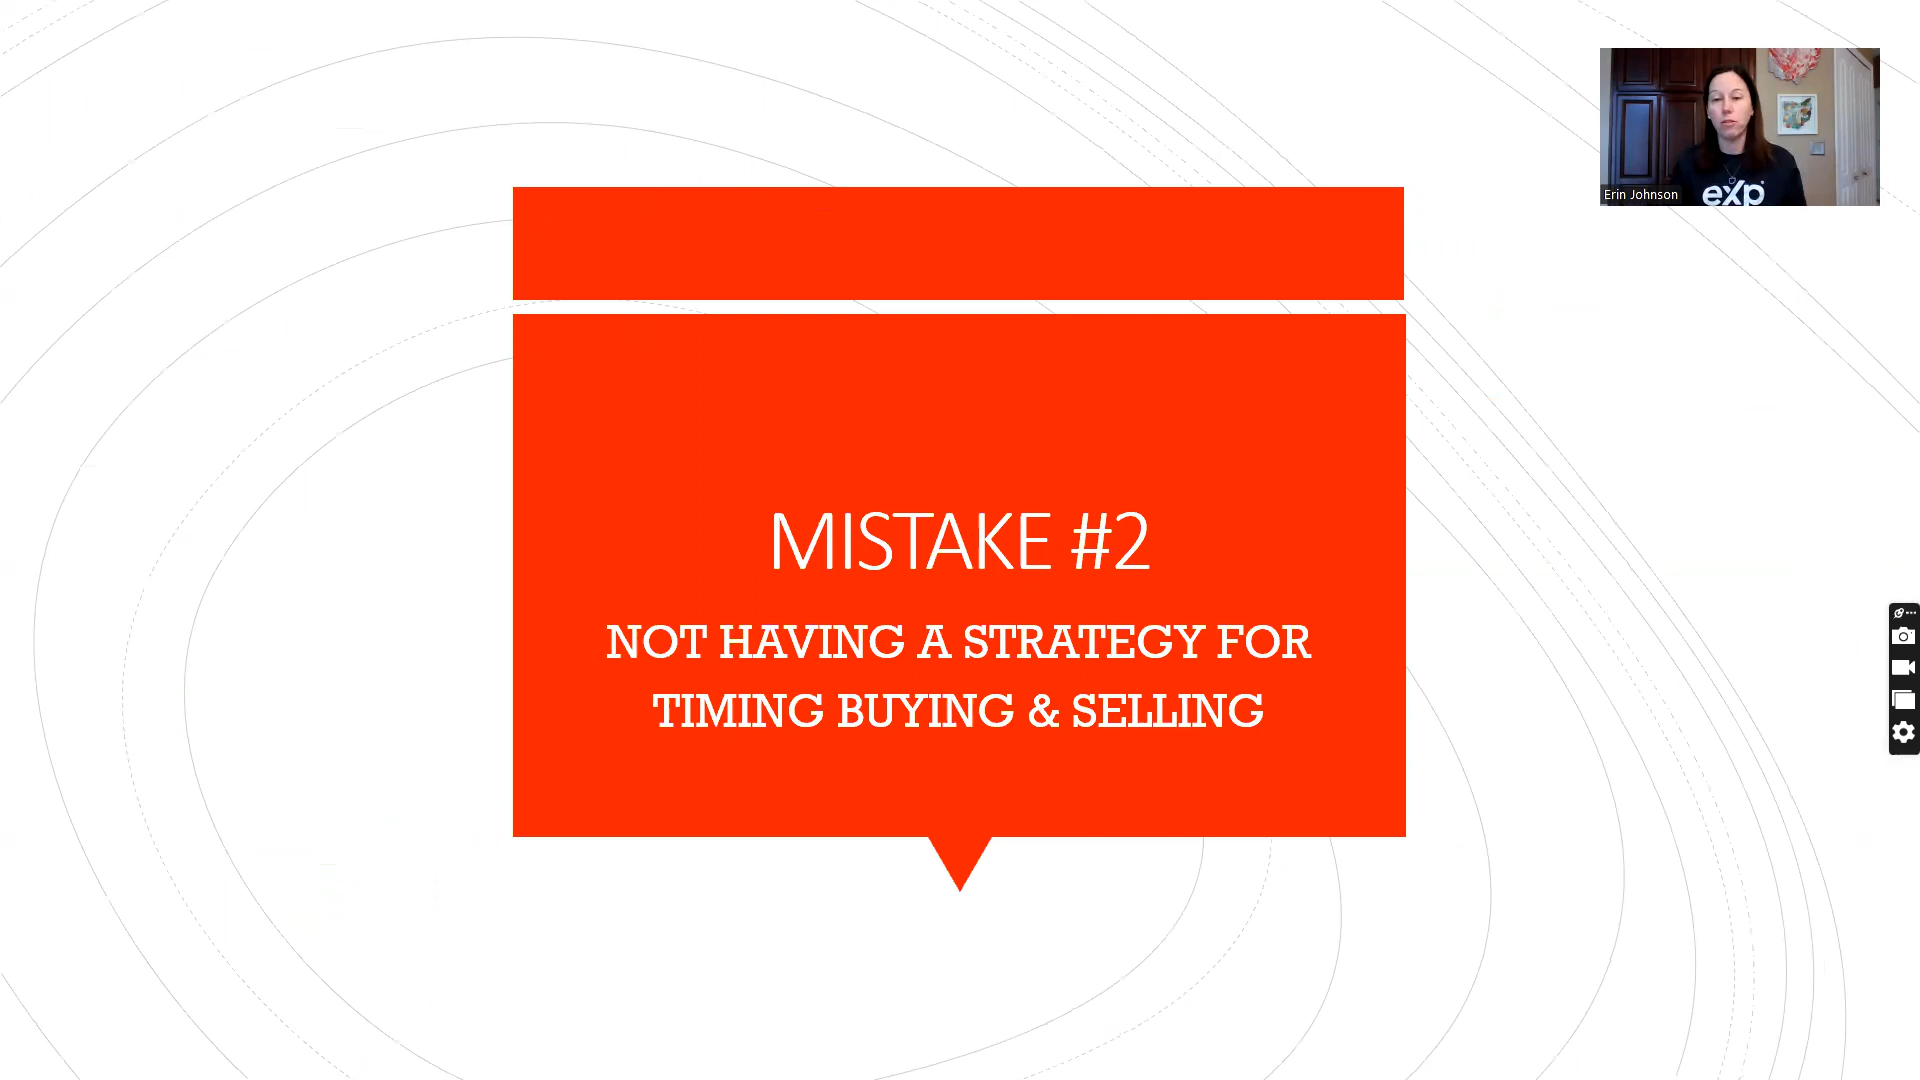 Erin Johnson
eXp
MISTAKE #2
NOT HAVING A STRATEGY FOR
TIMING BUYING & SELLING